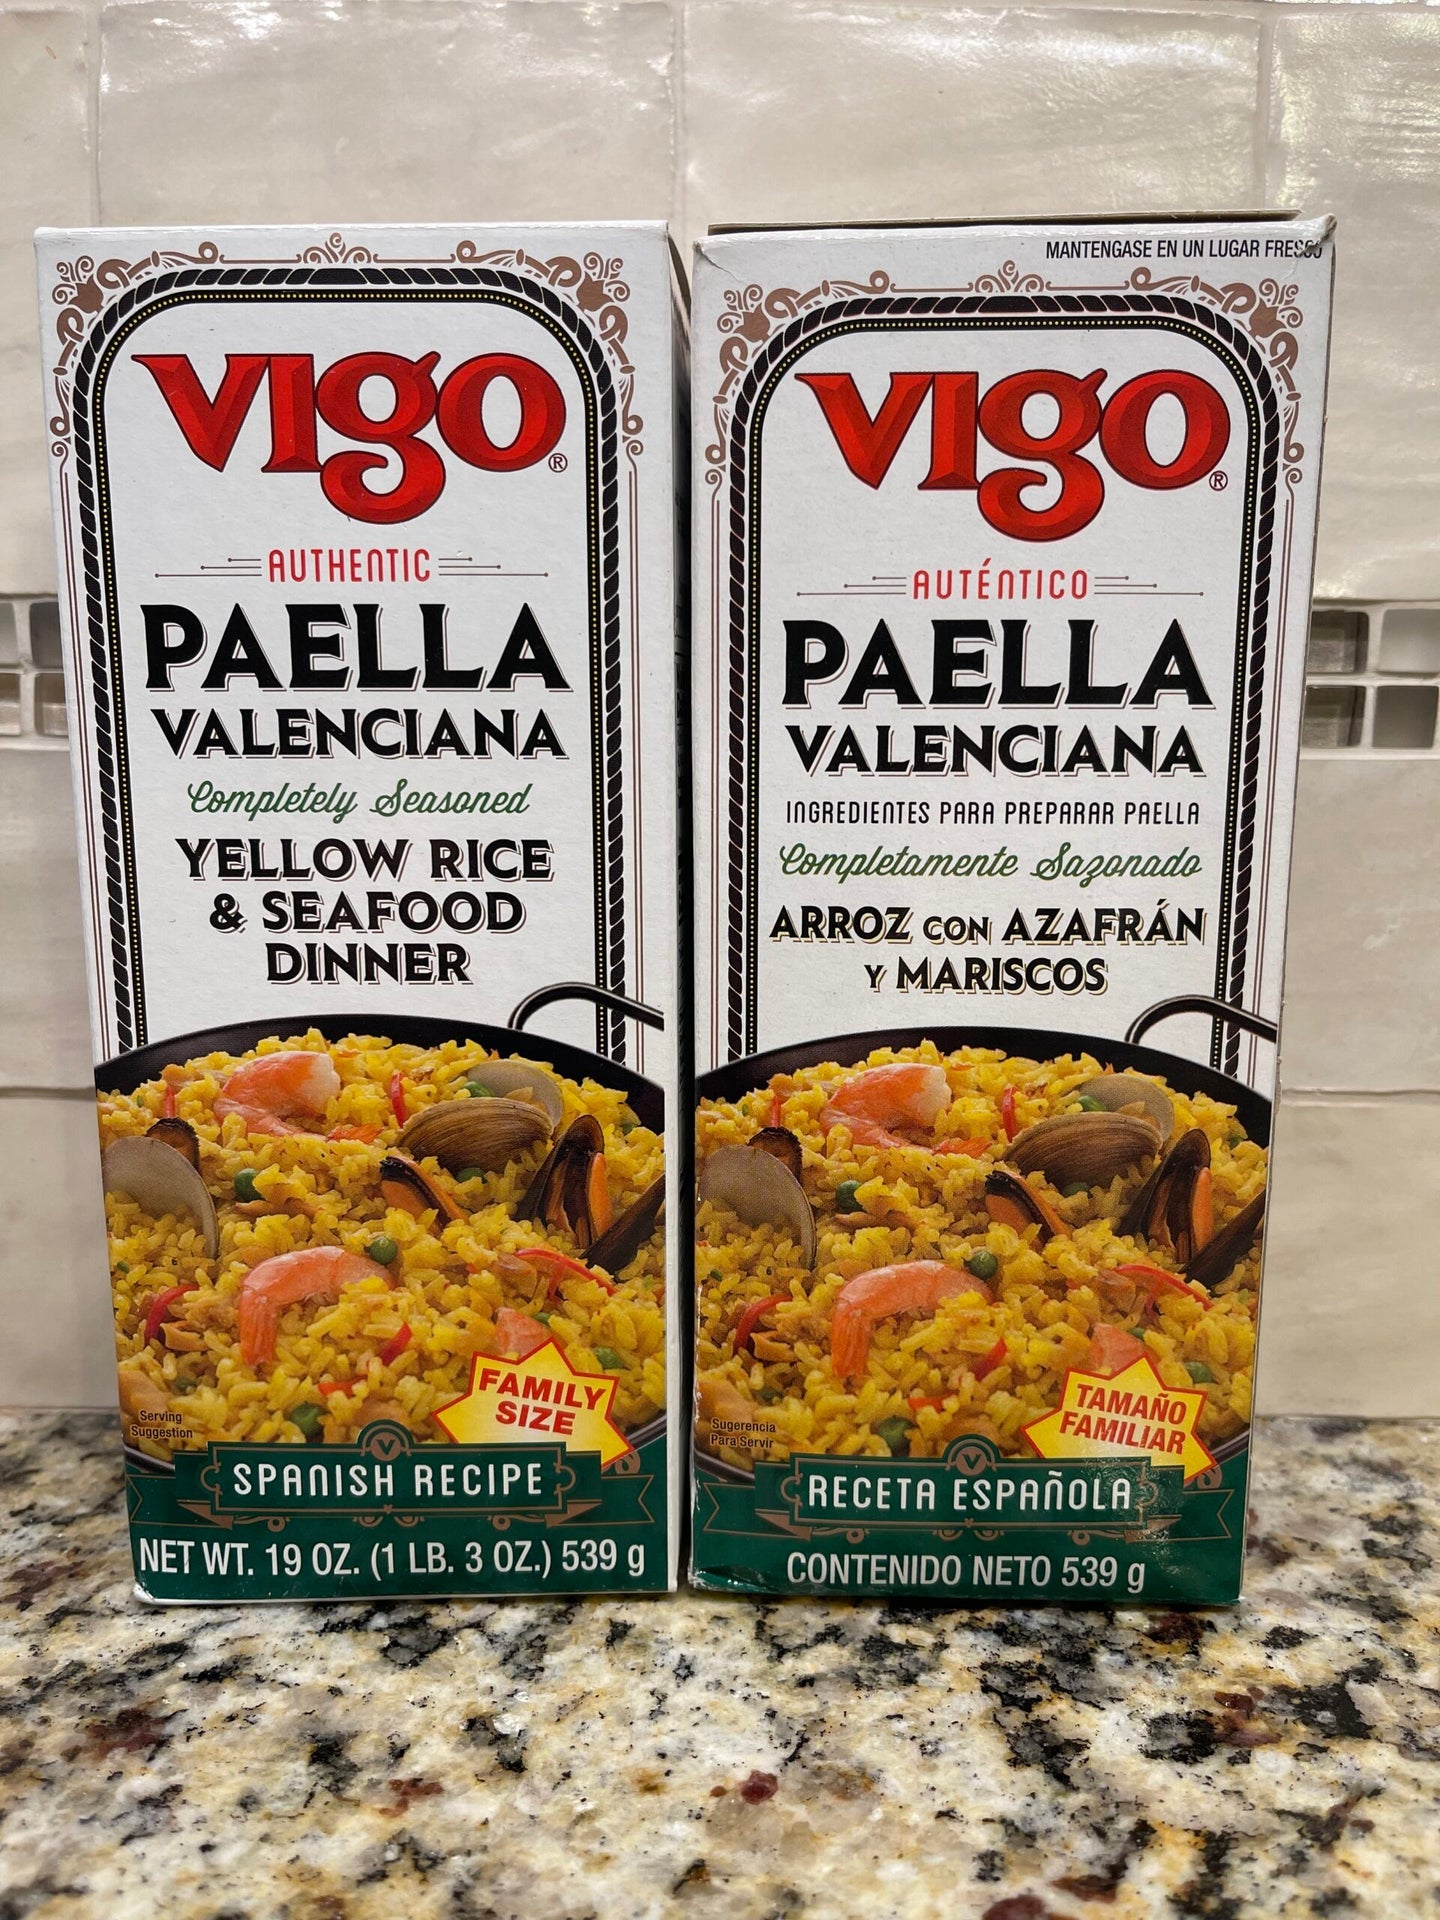 VIGO®
AUTHENTIC
PAELLA
VALENCIANA
Completely Seasoned
YELLOW RICE
& SEAFOOD
DINNER
FAMILY
SIZE
Serving
Suggestion
V
SPANISH RECIPE
NET WT. 19 OZ. (1 LB. 3 OZ.) 539 g
MANTENGASE EN UN LUGAR FRESCO
VIGO®
AUTÉNTICO
PAELLA
VALENCIANA
INGREDIENTES PARA PREPARAR PAELLA
Completamente Sazonado
ARROZ CON AZAFRÁN
Y MARISCOS
TAMAÑO
FAMILIAR
Sugerencia
Para Servir
V
RECETA ESPAÑOLA
CONTENIDO NETO 539 g